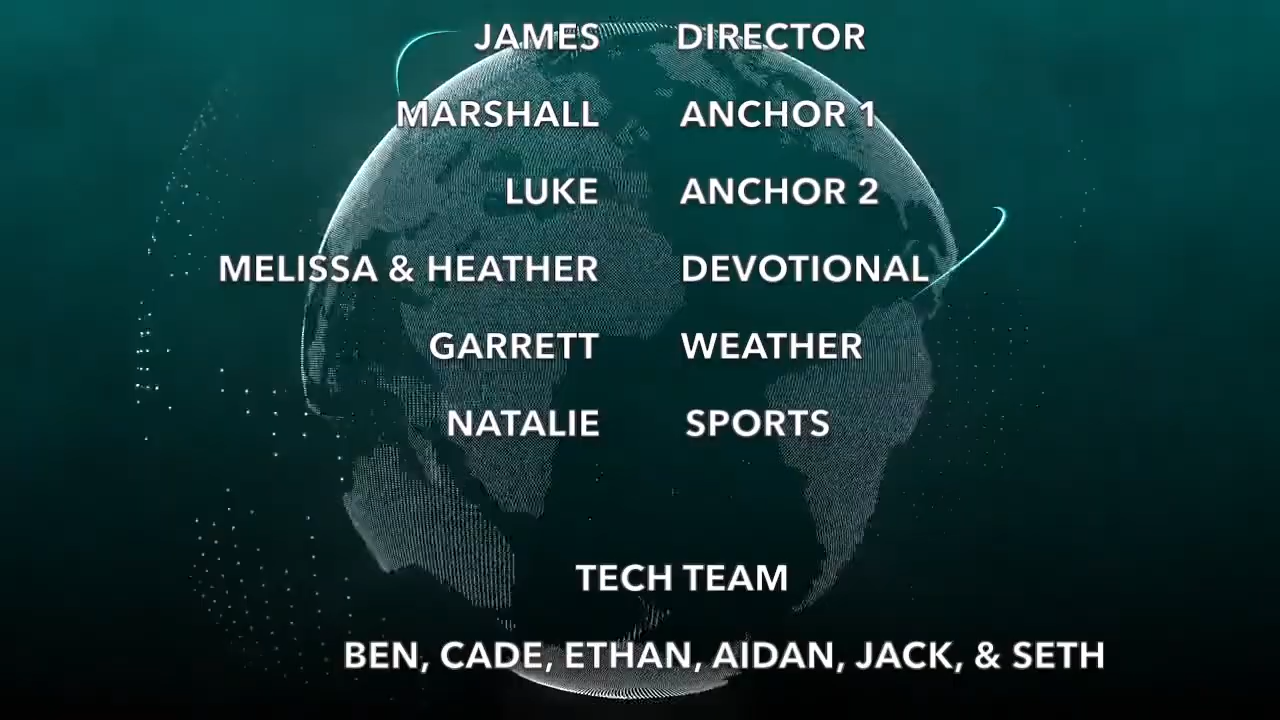 JAMES DIRECTOR
MARSHALL ANCHOR 1
LUKE ANCHOR 2
MELISSA & HEATHER DEVOTIONAL
GARRETT WEATHER
NATALIE SPORTS
TECH TEAM
BEN, CADE, ETHAN, AIDAN, JACK, & SETH